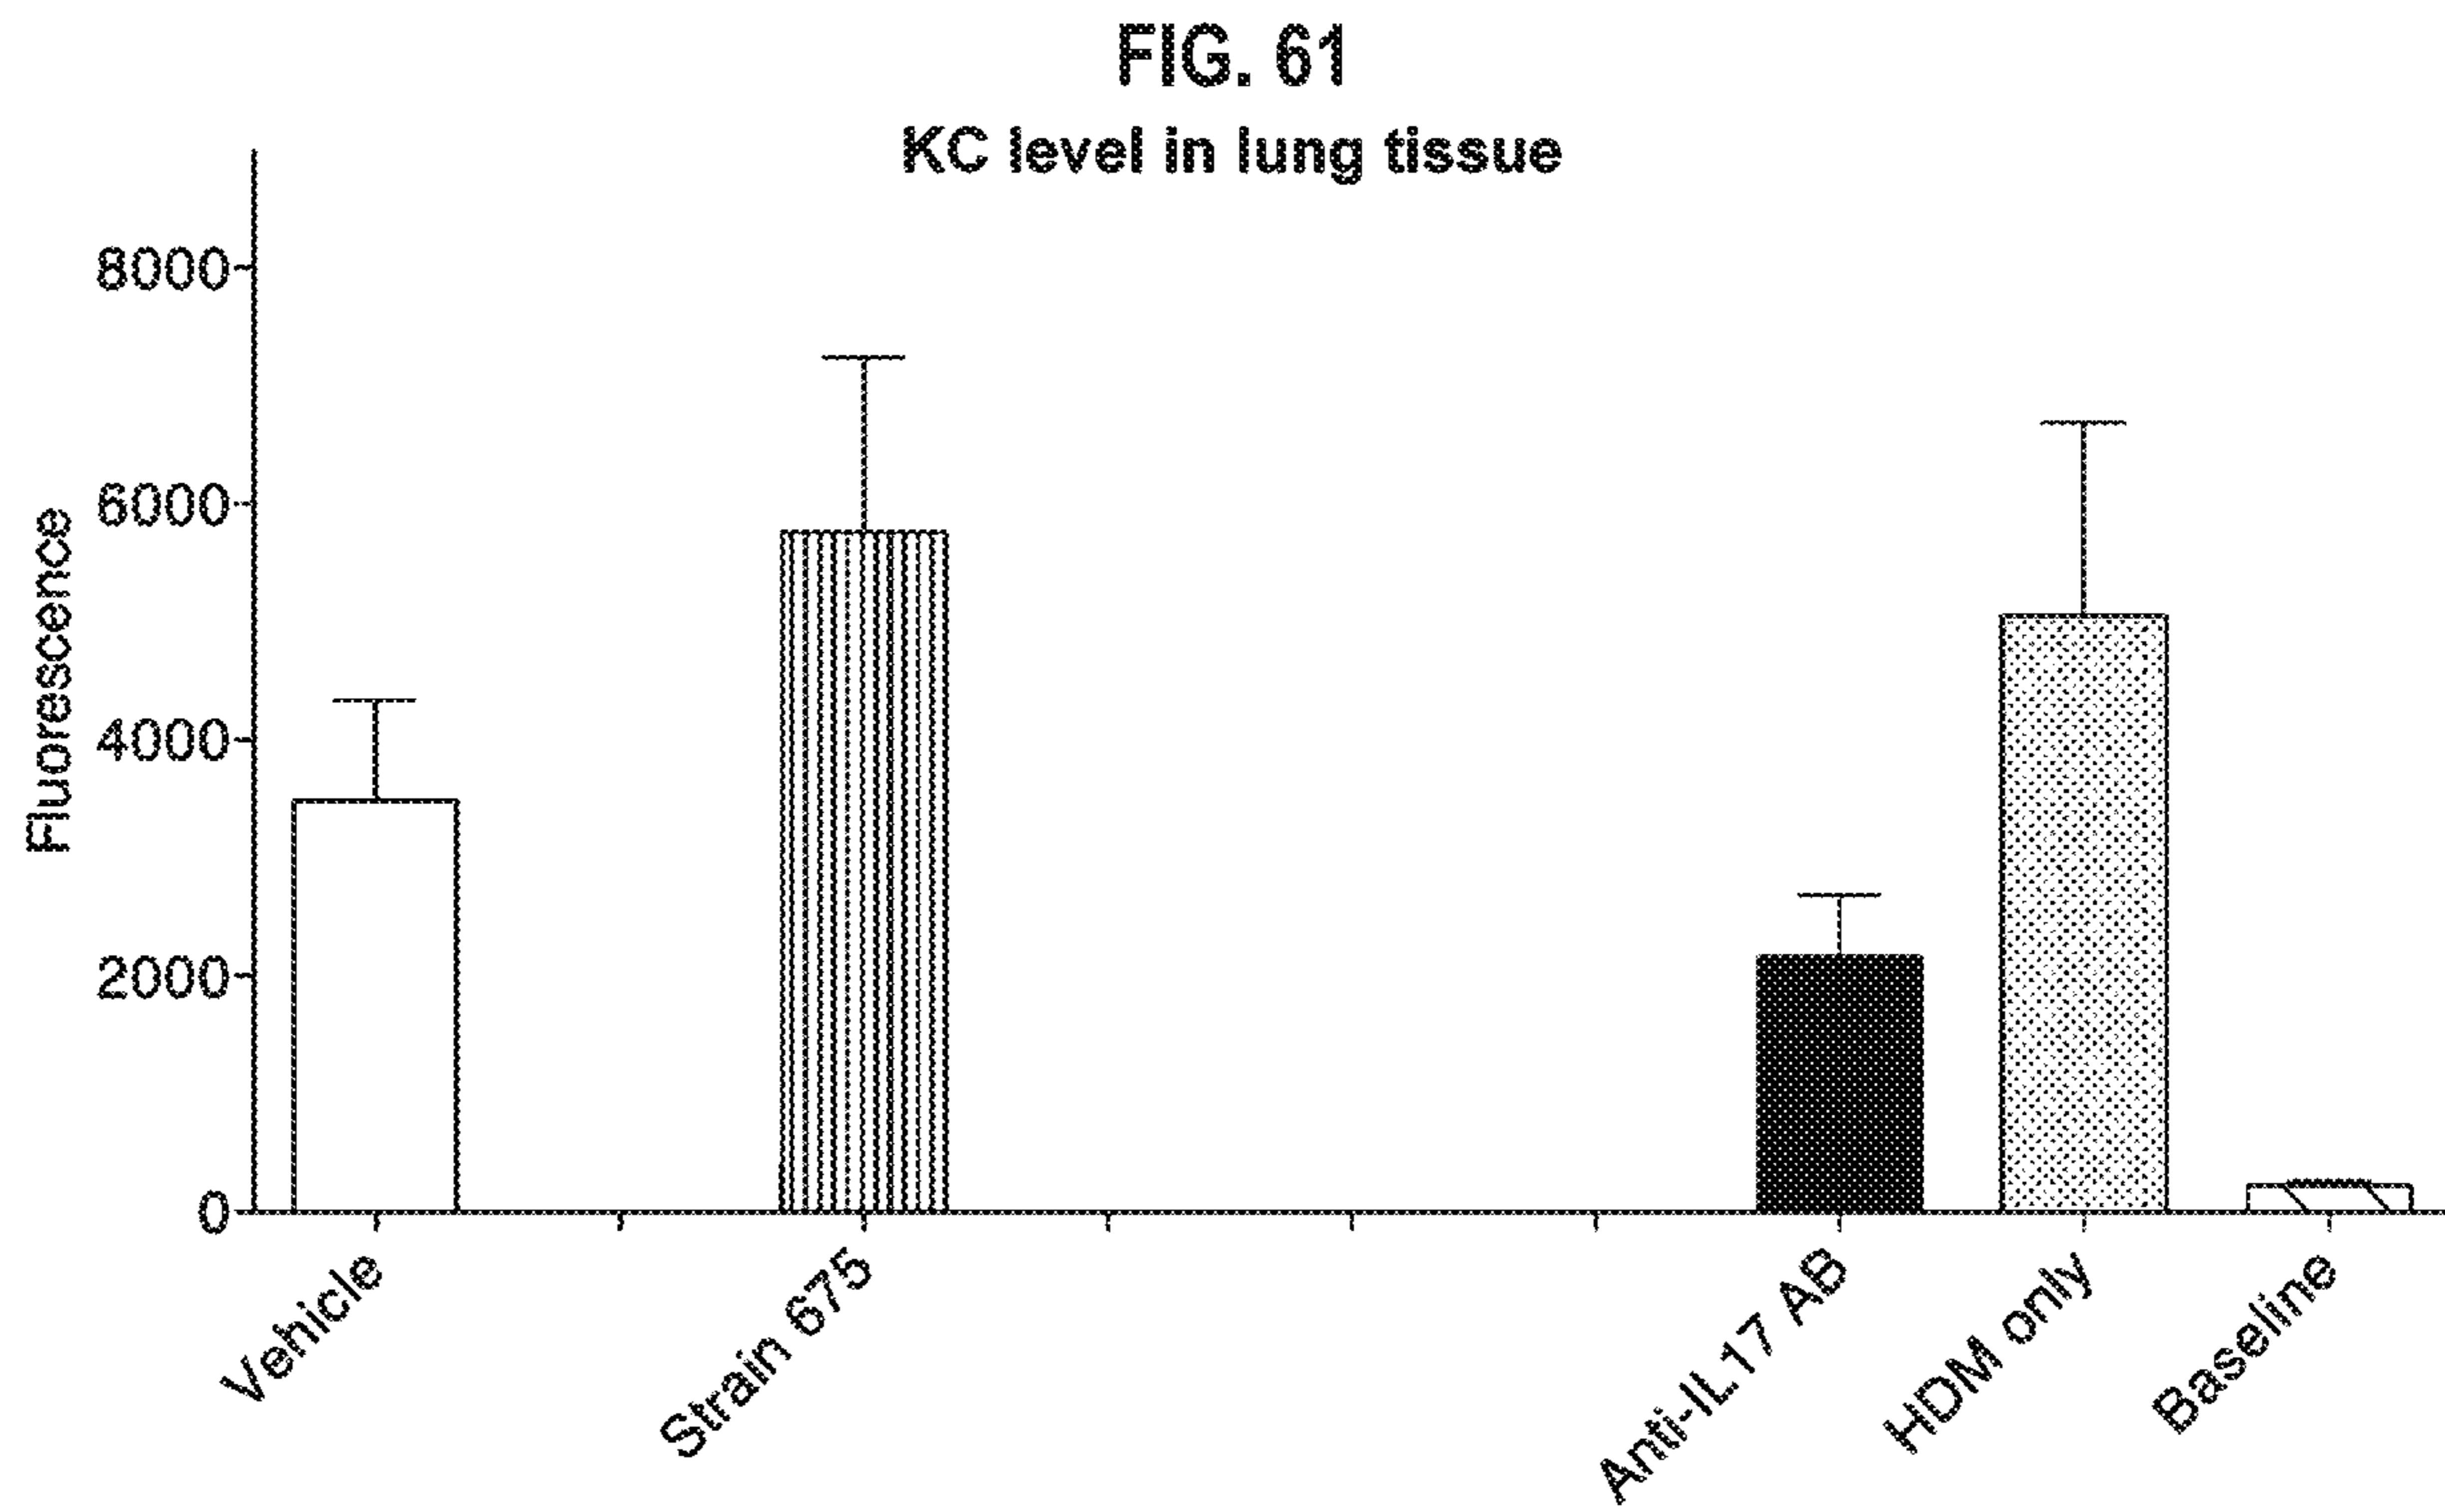 FIG. 61
KC level in lung tissue
Fluorescence
8000
6000
4000
2000
0
Vehicle
Strain 675
Anti-IL17 AB
HDM only
Baseline